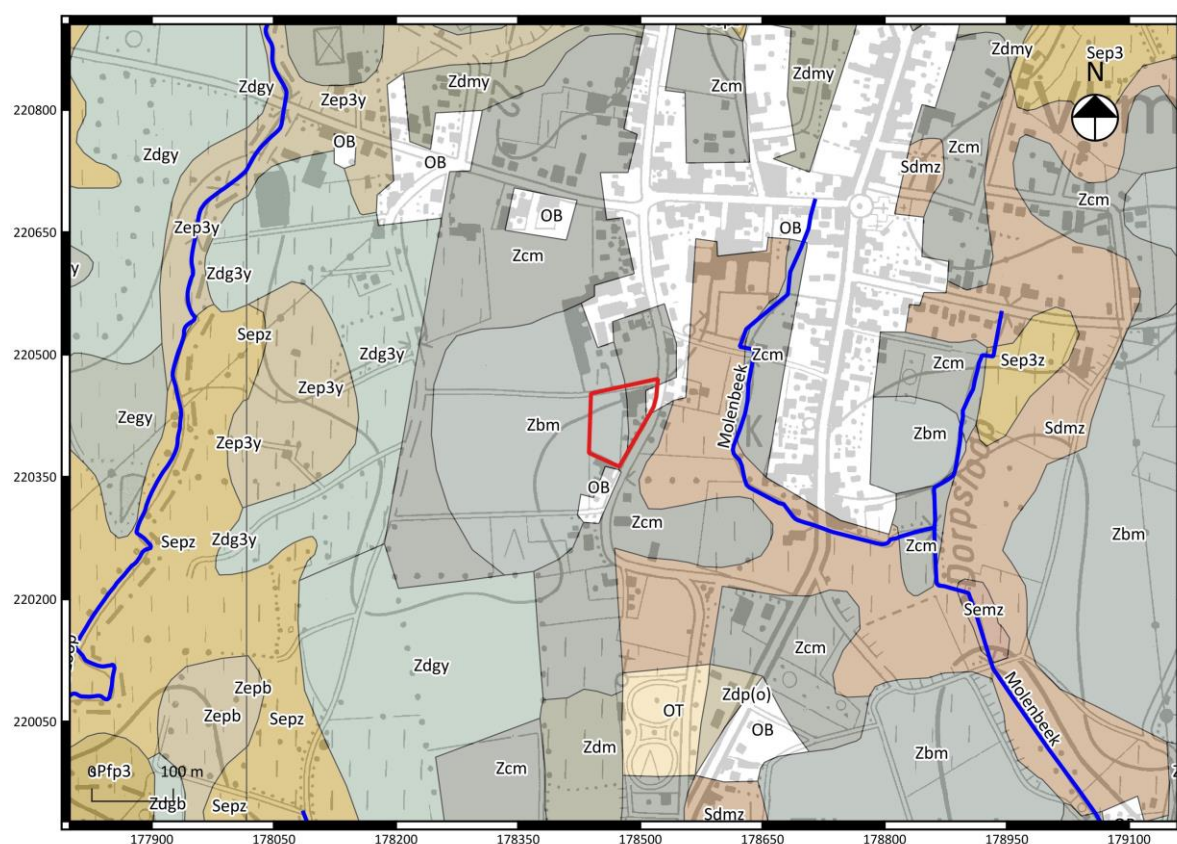 Zdgy
Zep3y
Zdmy
Zcm
Zdmy
Zdmy
Sep3
N
220800
OB
OB
Zcm
Sdmz
Zdgy
OB
Zcm
220650
Zep3y
Zcm
OB
Zdg3y
Sepz
220500
Zdg3y
Zcm
Zcm
Sep3z
Zep3y
Molenbeek
Zegy
Zbm
K
Zbm
Sdmz
Zep3y
220350
OB
Zcm
Dorpsloop
Zbm
Sepz
Zdg3y
Zcm
220200
Semz
Zcm
Zdgy
Zepb
Zdp(o)
Molenbeek
OT
Zepb
Sepz
OB
220050
Zdm
Zbm
Zcm
100 m
Zdgb
Sepz
Sdmz
177900
178050
178200
178350
178500
178650
178800
178950
179100